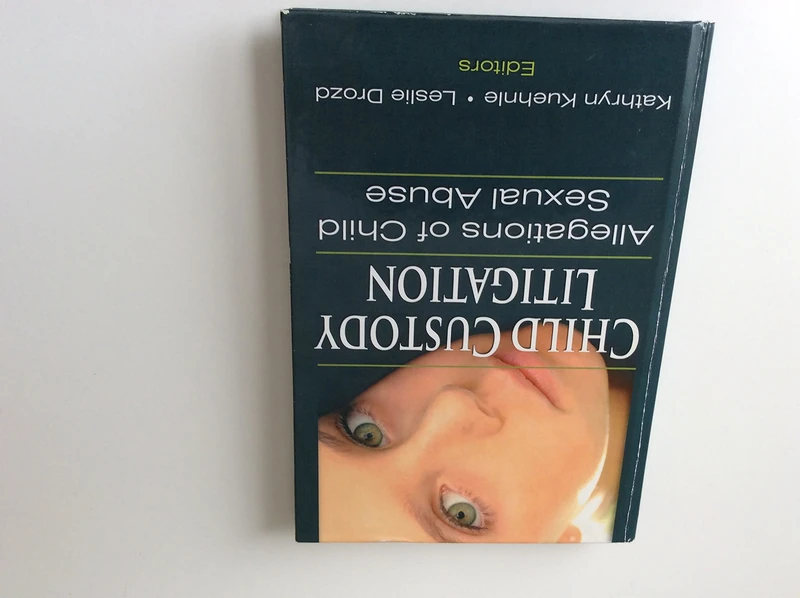 CHILD CUSTODY
LITIGATION
Allegations of Child
Sexual Abuse
Kathryn Kuehnle • Leslie Drozd
Editors